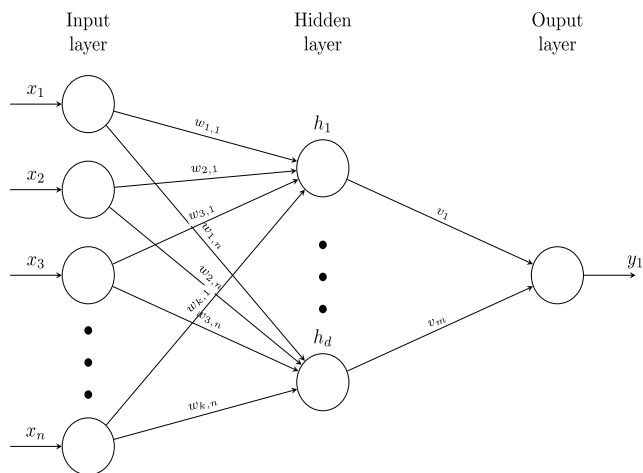 Input layer
Hidden layer
Ouput layer
x₁
h₁
w₁,₁
x₂
w₂,₁
w₃,₁
v₁
w₁,ₙ
x₃
w₂,ₙ
y₁
wₖ,₁
w₃,ₙ
h_d
vₘ
wₖ,ₙ
xₙ